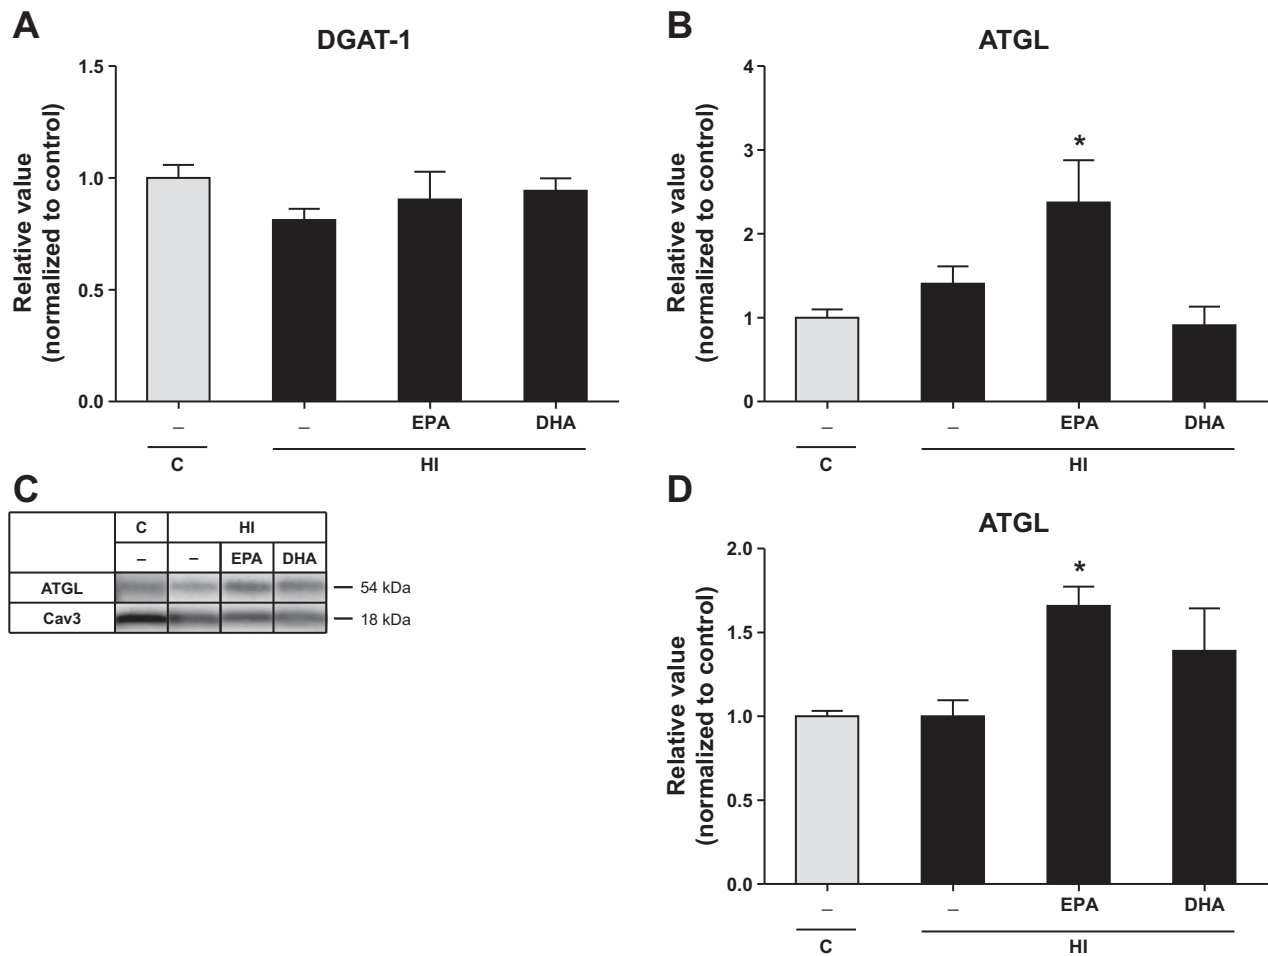 A
DGAT-1
Relative value
(normalized to control)
1.5
1.0
0.5
0.0
– – EPA DHA
C HI
B
ATGL
Relative value
(normalized to control)
4
3
2
1
0
*
– – EPA DHA
C HI
C
C HI
– – EPA DHA
ATGL 54 kDa
Cav3 18 kDa
D
ATGL
Relative value
(normalized to control)
2.0
1.5
1.0
0.5
0.0
*
– – EPA DHA
C HI